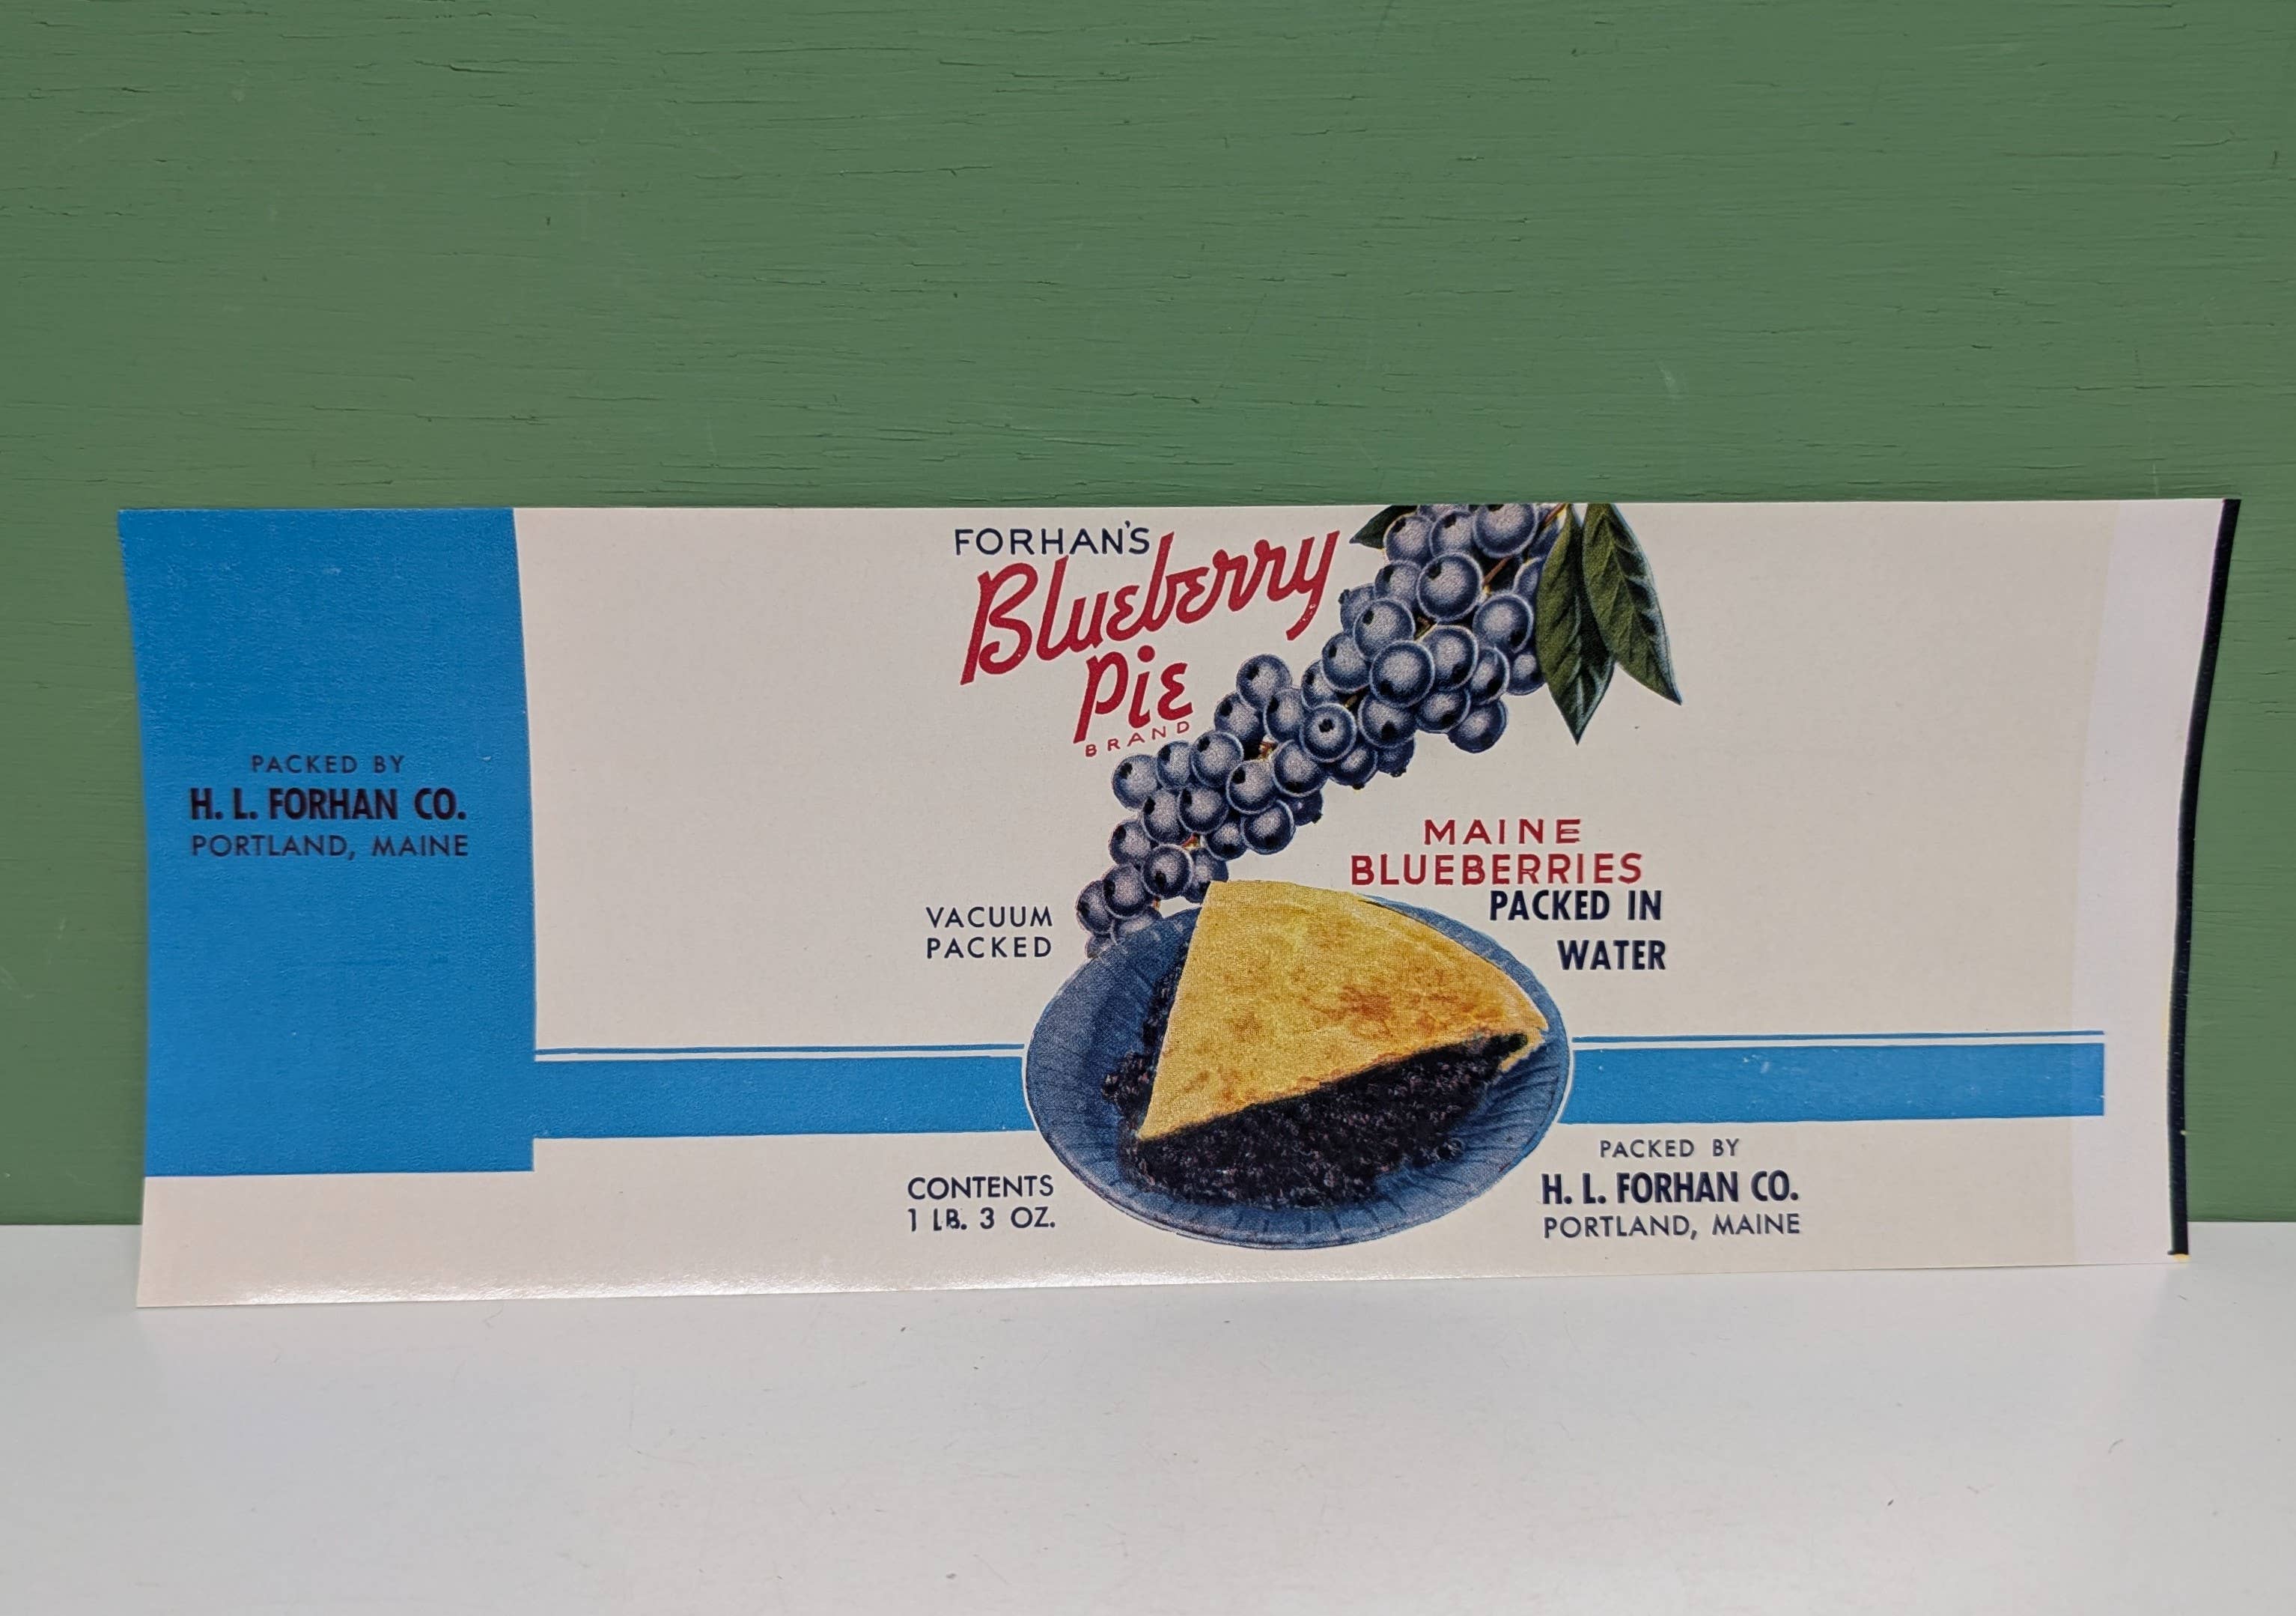 PACKED BY
H. L. FORHAN CO.
PORTLAND, MAINE
FORHAN'S
Blueberry
Pie
BRAND
MAINE
BLUEBERRIES
PACKED IN
WATER
VACUUM
PACKED
CONTENTS
1 LB. 3 OZ.
PACKED BY
H. L. FORHAN CO.
PORTLAND, MAINE